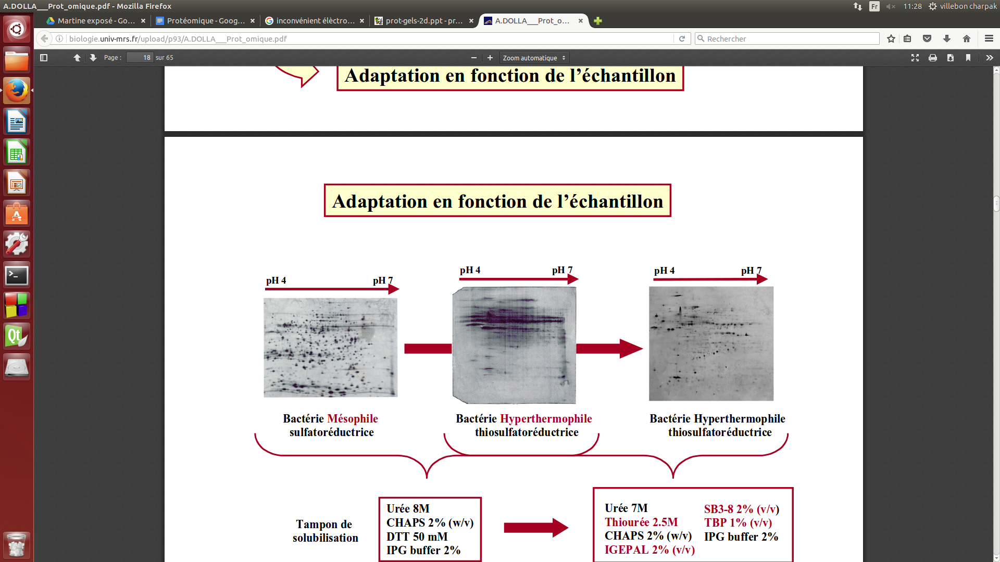 A.DOLLA___Prot_omique.pdf - Mozilla Firefox
Fr
11:28
villebon charpak
Martine exposé - Go...
Protéomique - Goog...
inconvénient élèctro...
prot-gels-2d.ppt - pr...
A.DOLLA___Prot_o...
biologie.univ-mrs.fr/upload/p93/A.DOLLA___Prot_omique.pdf
Rechercher
Page :
18
sur 65
Zoom automatique
Adaptation en fonction de l’échantillon
Adaptation en fonction de l’échantillon
pH 4
pH 7
pH 4
pH 7
pH 4
pH 7
Bactérie Mésophile
sulfatoréductrice
Bactérie Hyperthermophile
thiosulfatoréductrice
Bactérie Hyperthermophile
thiosulfatoréductrice
Tampon de
solubilisation
Urée 8M
CHAPS 2% (w/v)
DTT 50 mM
IPG buffer 2%
Urée 7M
Thiourée 2.5M
CHAPS 2% (w/v)
IGEPAL 2% (v/v)
SB3-8 2% (v/v)
TBP 1% (v/v)
IPG buffer 2%
Qt